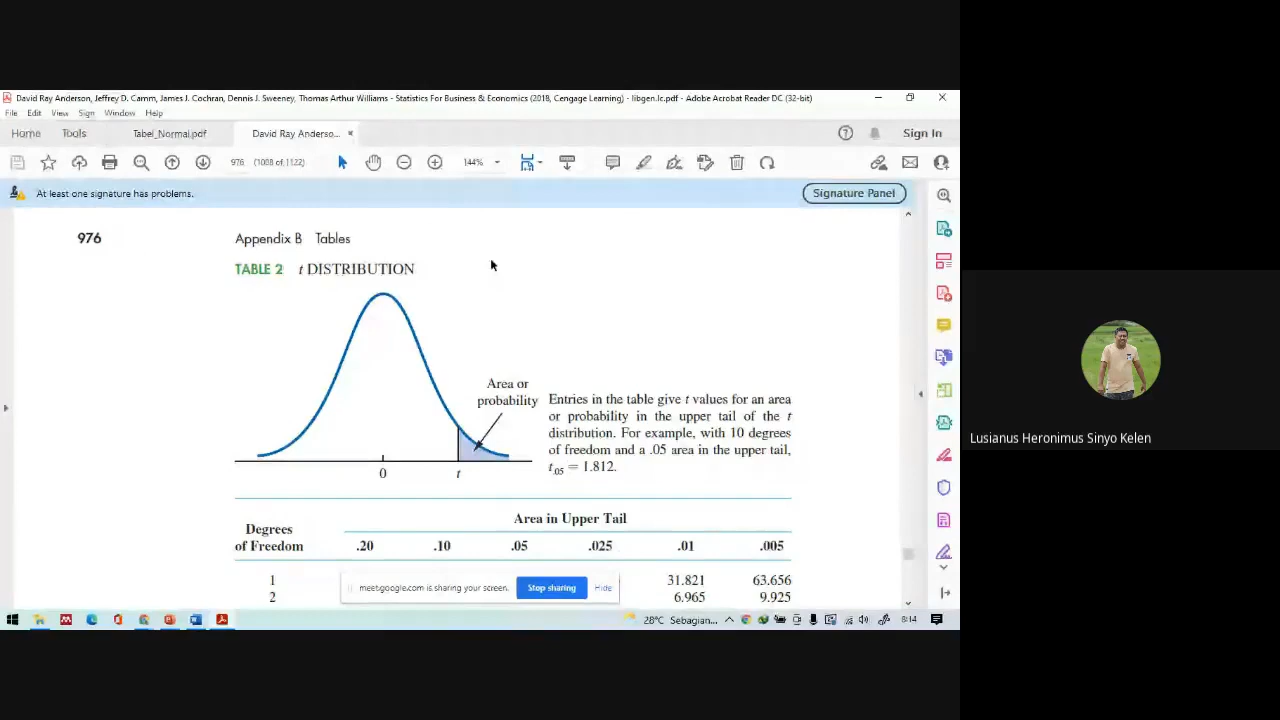 David Ray Anderson, Jeffrey D. Camm, James J. Cochran, Dennis J. Sweeney, Thomas Arthur Williams - Statistics For Business & Economics (2018, Cengage Learning) - libgen.lc.pdf - Adobe Acrobat Reader DC (32-bit)
File Edit View Sign Window Help
Home Tools Tabel_Normal.pdf David Ray Anderso... × Sign In
976 (1008 of 1122) 144%
At least one signature has problems. Signature Panel
976 Appendix B Tables
TABLE 2 t DISTRIBUTION
Area or
probability
Entries in the table give t values for an area
or probability in the upper tail of the t
distribution. For example, with 10 degrees
of freedom and a .05 area in the upper tail,
t.05 = 1.812.
0 t
Area in Upper Tail
Degrees
of Freedom .20 .10 .05 .025 .01 .005
1 31.821 63.656
2 6.965 9.925
meet.google.com is sharing your screen. Stop sharing Hide
28°C Sebagian... 8:14
Lusianus Heronimus Sinyo Kelen